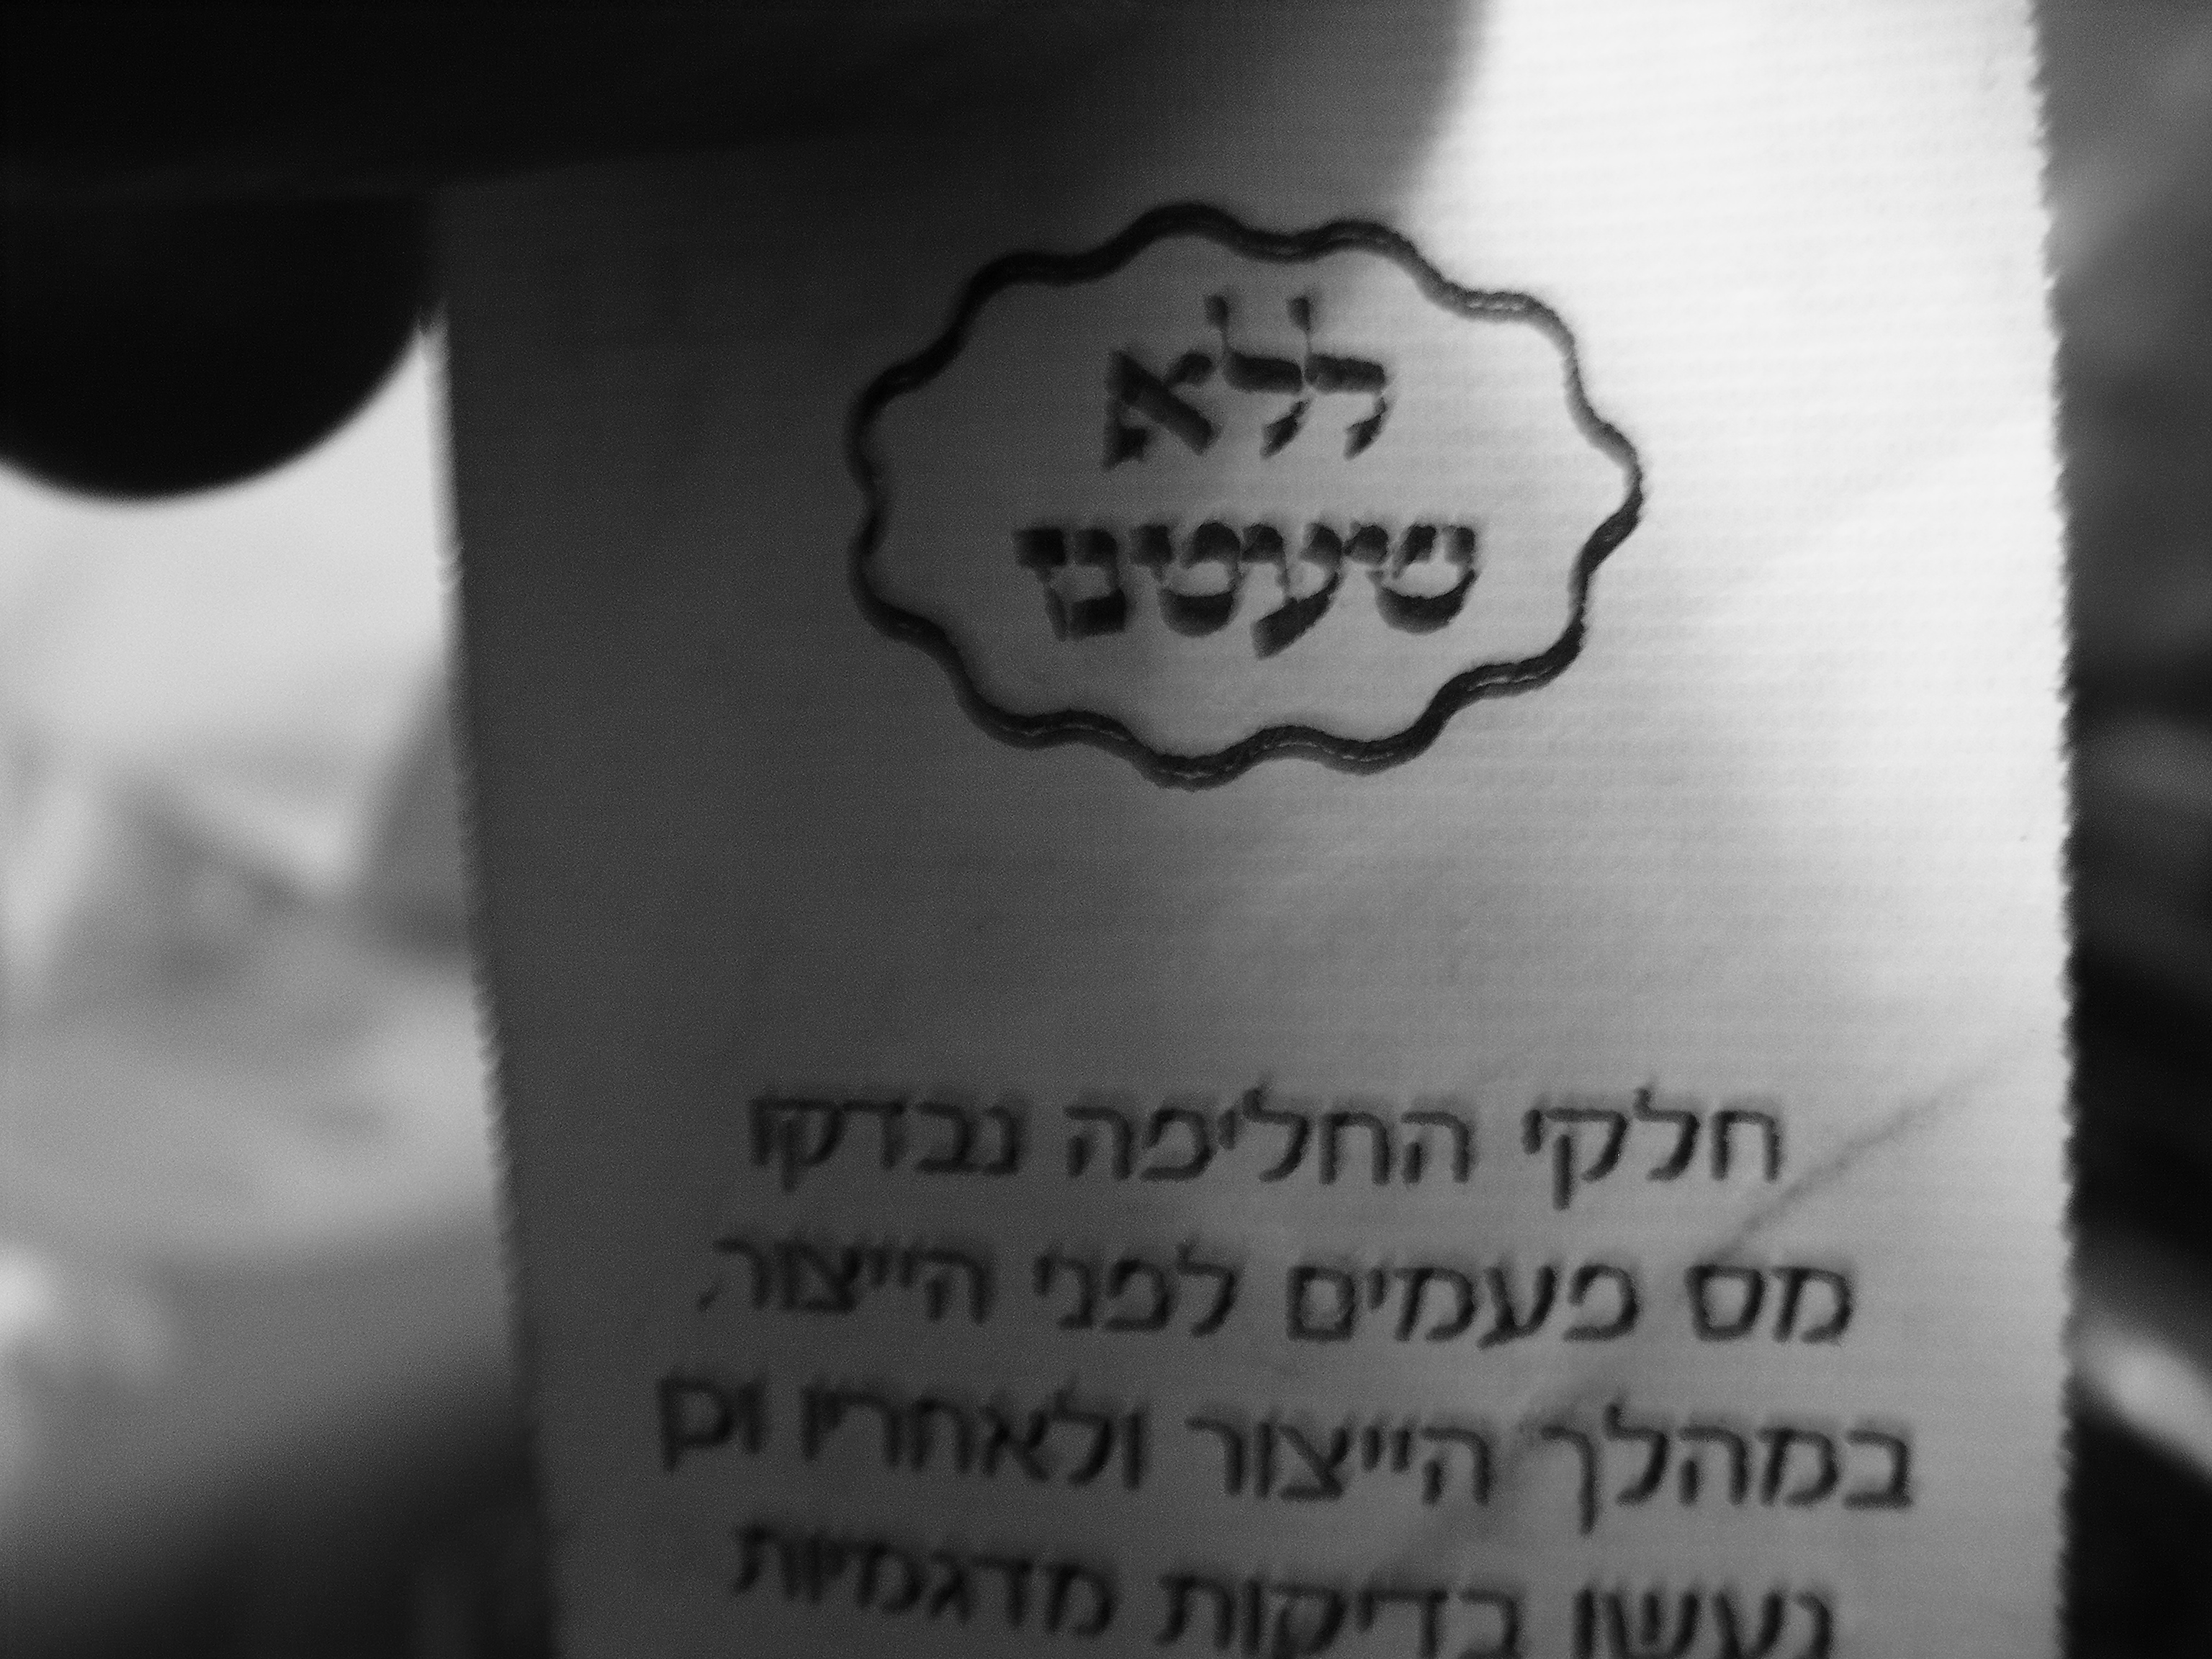 ללא
שעטנז
חלקי החליפה נבדקו
מס פעמים לפני הייצור,
במהלך הייצור ולאחריו וכן
נעשו בדיקות מדגמיות